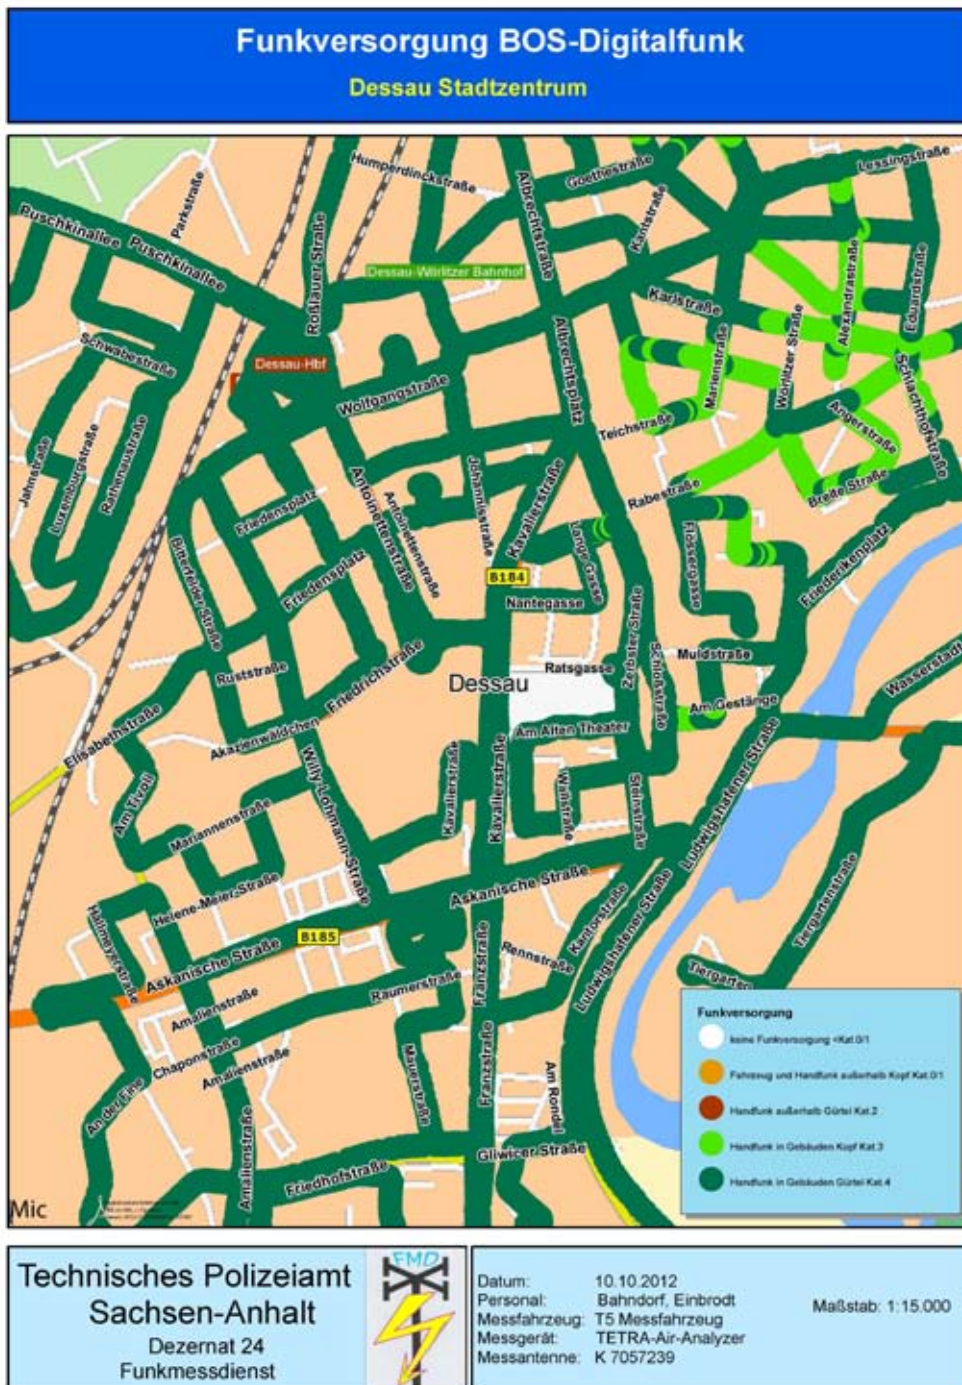 Funkversorgung BOS-Digitalfunk
Dessau Stadtzentrum
Humperdinckstraße
Goethestraße
Lessingstraße
Parkstraße
Puschkinallee
Puschkinallee
Roßlauer Straße
Albrechtstraße
Kantstraße
Dessau-Wörlitzer Bahnhof
Alexandrastraße
Eduardstraße
Karlstraße
Schwabestraße
Albrechtsplatz
Marienstraße
Wörlitzer Straße
Dessau-Hbf
Wolfgangstraße
Schlachthofstraße
Jahnstraße
Luxemburgstraße
Rathenaustraße
Teichstraße
Angerstraße
Johannisstraße
Kavalierstraße
Antoinettenstraße
Antoinettenstraße
Friedensplatz
Rabestraße
Breite Straße
Lange Gasse
Flössergasse
Friederikenplatz
Bitterfelder Straße
Friedensplatz
B184
Nantegasse
Zerbster Straße
Schloßstraße
Muldstraße
Ruststraße
Friedrichstraße
Ratsgasse
Dessau
Wasserstadt
Am Gestänge
Elisabethstraße
Akazienwäldchen
Am Alten Theater
Am Tivoli
Willy-Lohmann-Straße
Kavalierstraße
Kavalierstraße
Steinstraße
Ludwigshafener Straße
Mariannenstraße
Helene-Meier-Straße
Askanische Straße
Hallmeyerstraße
B185
Askanische Straße
Kantorstraße
Tiergartenstraße
Rennstraße
Ludwigshafener Straße
Franzstraße
Raumerstraße
Amalienstraße
Tiergarten
Chaponstraße
Amalienstraße
Mauerstraße
Franzstraße
Am Rondel
Amalienstraße
Gliwicer Straße
Friedhofstraße
Mic
Funkversorgung
keine Funkversorgung <Kat.0/1
Fahrzeug und Handfunk außerhalb Kopf Kat.0/1
Handfunk außerhalb Gürtel Kat.2
Handfunk in Gebäuden Kopf Kat.3
Handfunk in Gebäuden Gürtel Kat.4
Technisches Polizeiamt
Sachsen-Anhalt
Dezernat 24
Funkmessdienst
FMD
Datum: 10.10.2012
Personal: Bahndorf, Einbrodt
Messfahrzeug: T5 Messfahrzeug
Messgerät: TETRA-Air-Analyzer
Messantenne: K 7057239
Maßstab: 1:15.000